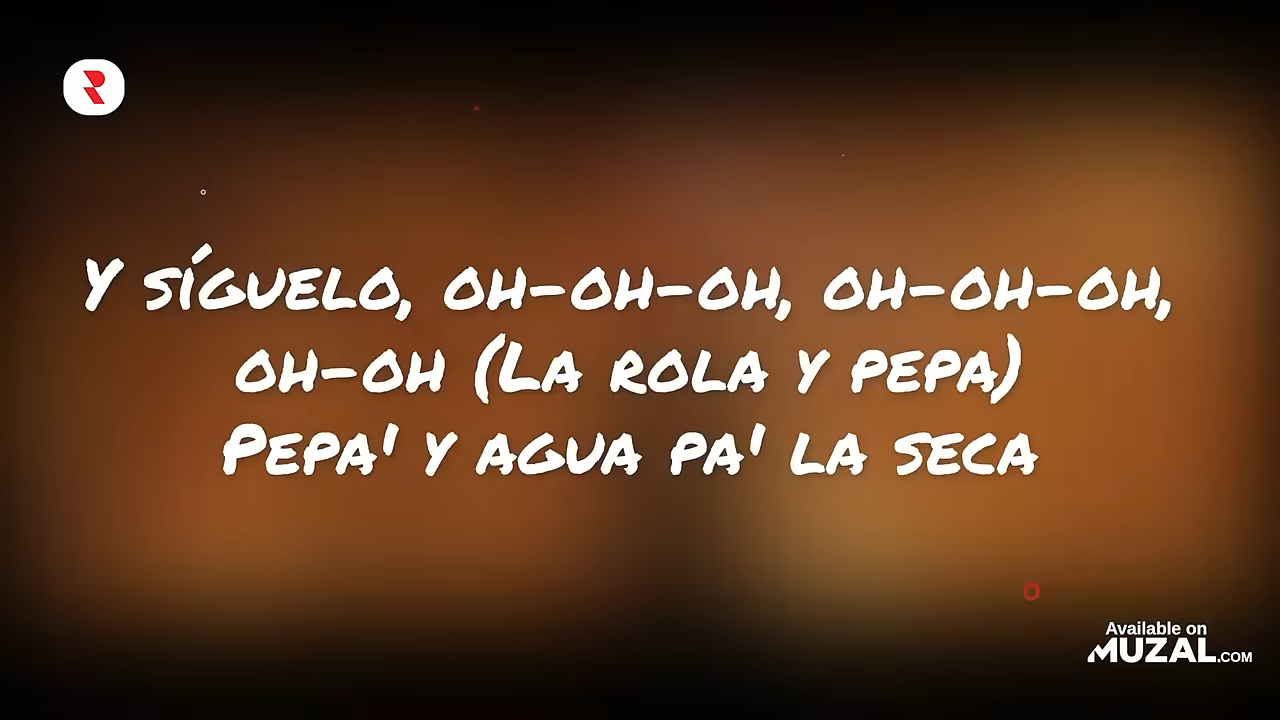 Y síguelo, oh-oh-oh, oh-oh-oh,
oh-oh (La rola y pepa)
Pepa' y agua pa' la seca
Available on
MUZAL.COM